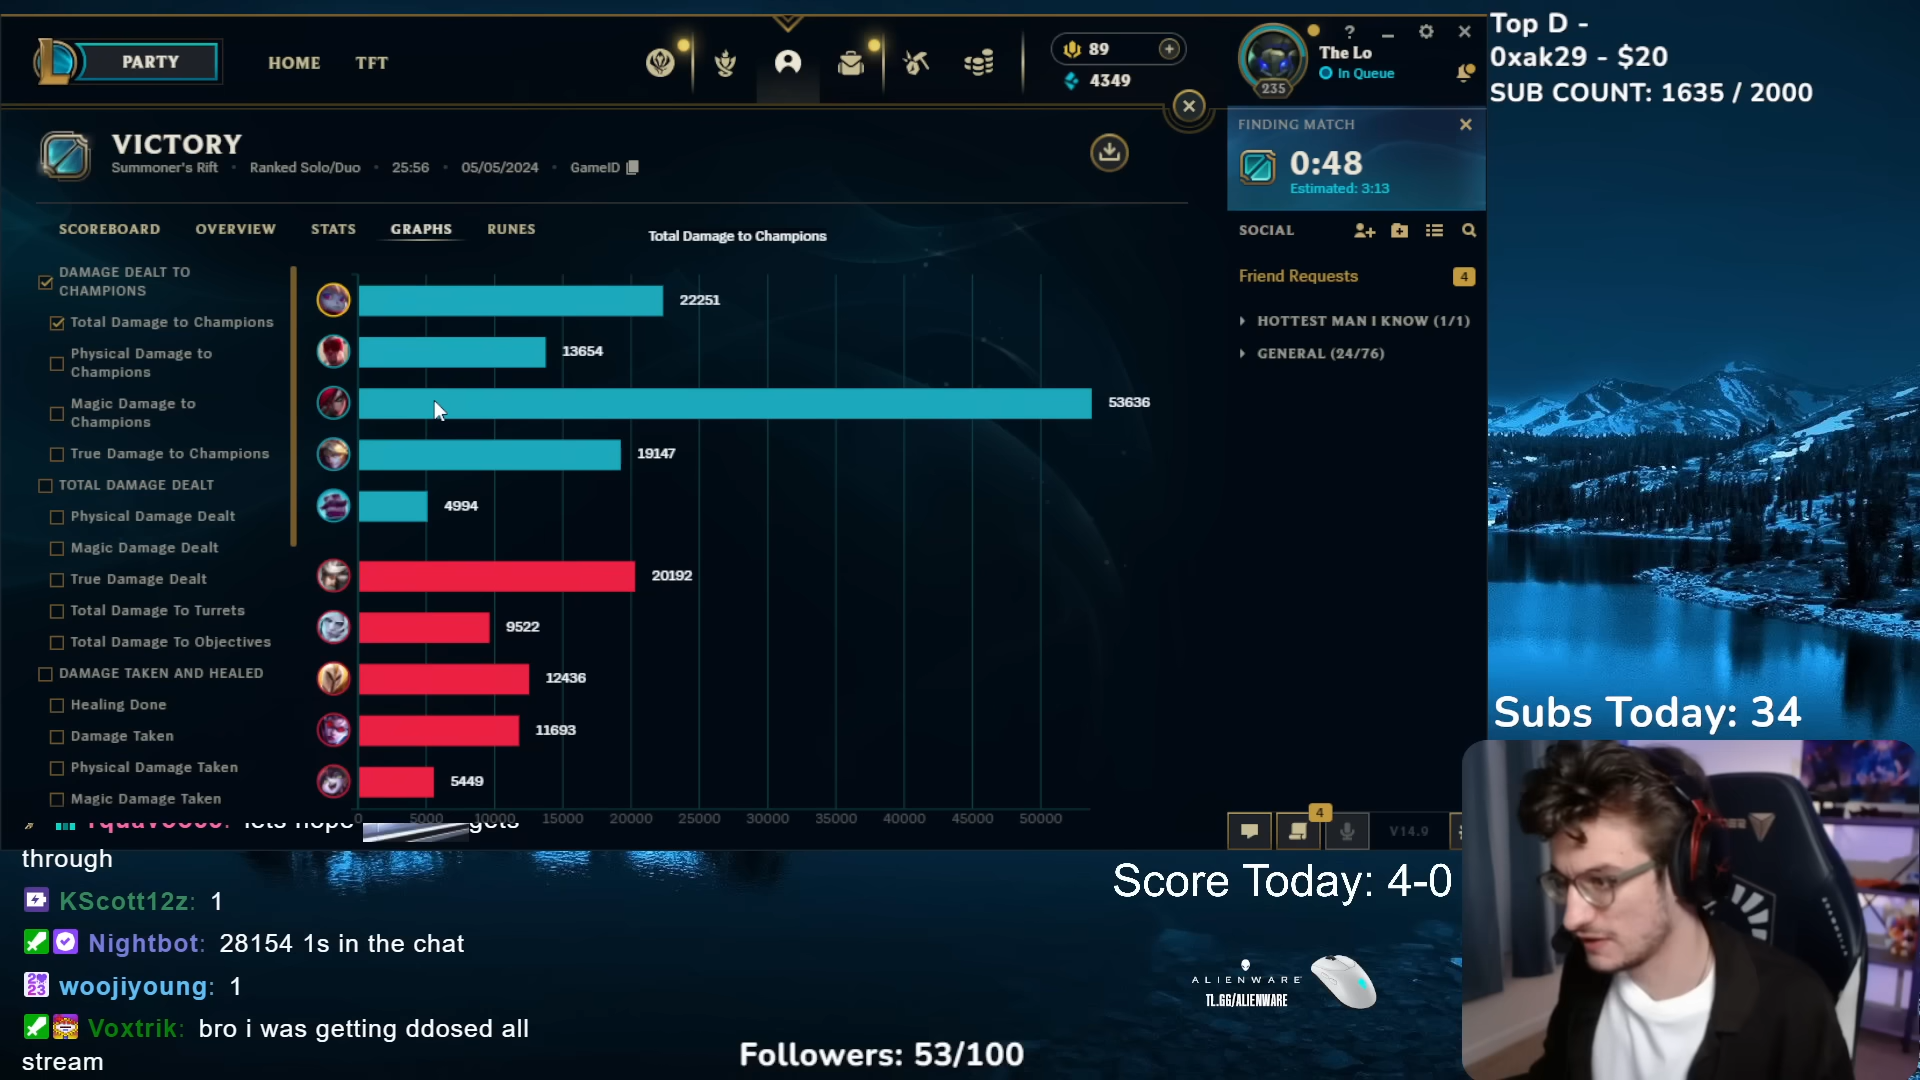 PARTY
HOME
TFT
89
4349
235
The Lo
In Queue
?
Top D -
0xak29 - $20
SUB COUNT: 1635 / 2000
VICTORY
Summoner's Rift • Ranked Solo/Duo • 25:56 • 05/05/2024 • GameID
FINDING MATCH
0:48
Estimated: 3:13
SCOREBOARD
OVERVIEW
STATS
GRAPHS
RUNES
Total Damage to Champions
SOCIAL
Friend Requests
4
HOTTEST MAN I KNOW (1/1)
GENERAL (24/76)
DAMAGE DEALT TO
CHAMPIONS
Total Damage to Champions
Physical Damage to
Champions
Magic Damage to
Champions
True Damage to Champions
TOTAL DAMAGE DEALT
Physical Damage Dealt
Magic Damage Dealt
True Damage Dealt
Total Damage To Turrets
Total Damage To Objectives
DAMAGE TAKEN AND HEALED
Healing Done
Damage Taken
Physical Damage Taken
Magic Damage Taken
22251
13654
53636
19147
4994
20192
9522
12436
11693
5449
0 5000 10000 15000 20000 25000 30000 35000 40000 45000 50000
4
V14.9
Subs Today: 34
through
KScott12z: 1
Nightbot: 28154 1s in the chat
woojiyoung: 1
Voxtrik: bro i was getting ddosed all
stream
Score Today: 4-0
ALIENWARE
TL.GG/ALIENWARE
Followers: 53/100